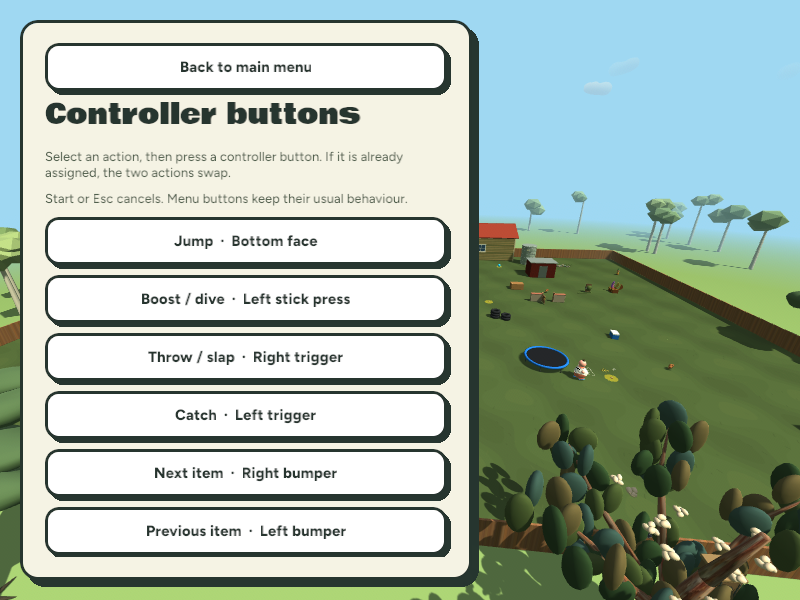 Back to main menu
Controller buttons
Select an action, then press a controller button. If it is already
assigned, the two actions swap.
Start or Esc cancels. Menu buttons keep their usual behaviour.
Jump · Bottom face
Boost / dive · Left stick press
Throw / slap · Right trigger
Catch · Left trigger
Next item · Right bumper
Previous item · Left bumper